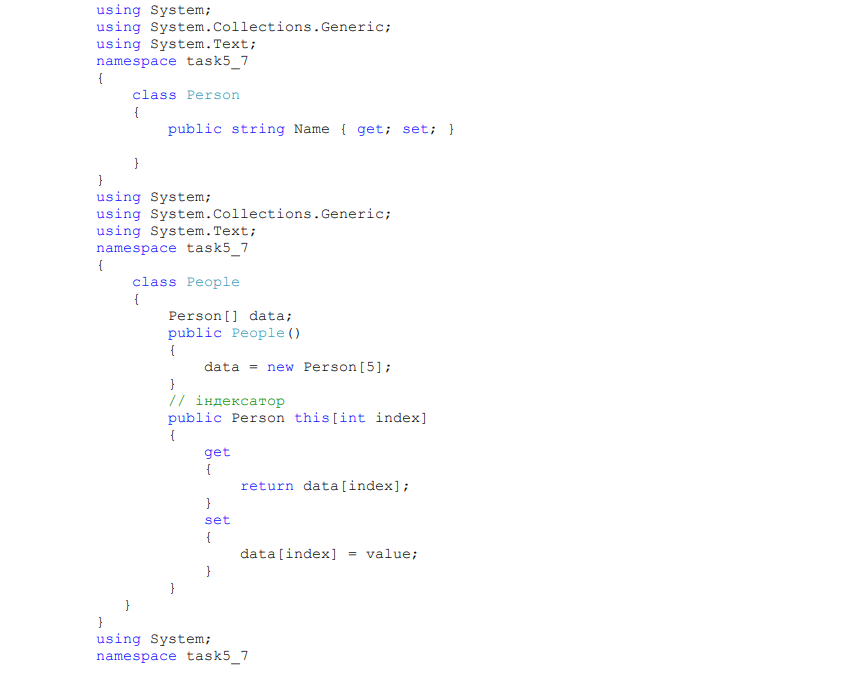 using System;
using System.Collections.Generic;
using System.Text;
namespace task5_7
{
    class Person
    {
        public string Name { get; set; }

    }
}
using System;
using System.Collections.Generic;
using System.Text;
namespace task5_7
{
    class People
    {
        Person[] data;
        public People()
        {
            data = new Person[5];
        }
        // індексатор
        public Person this[int index]
        {
            get
            {
                return data[index];
            }
            set
            {
                data[index] = value;
            }
        }
   }
}
using System;
namespace task5_7